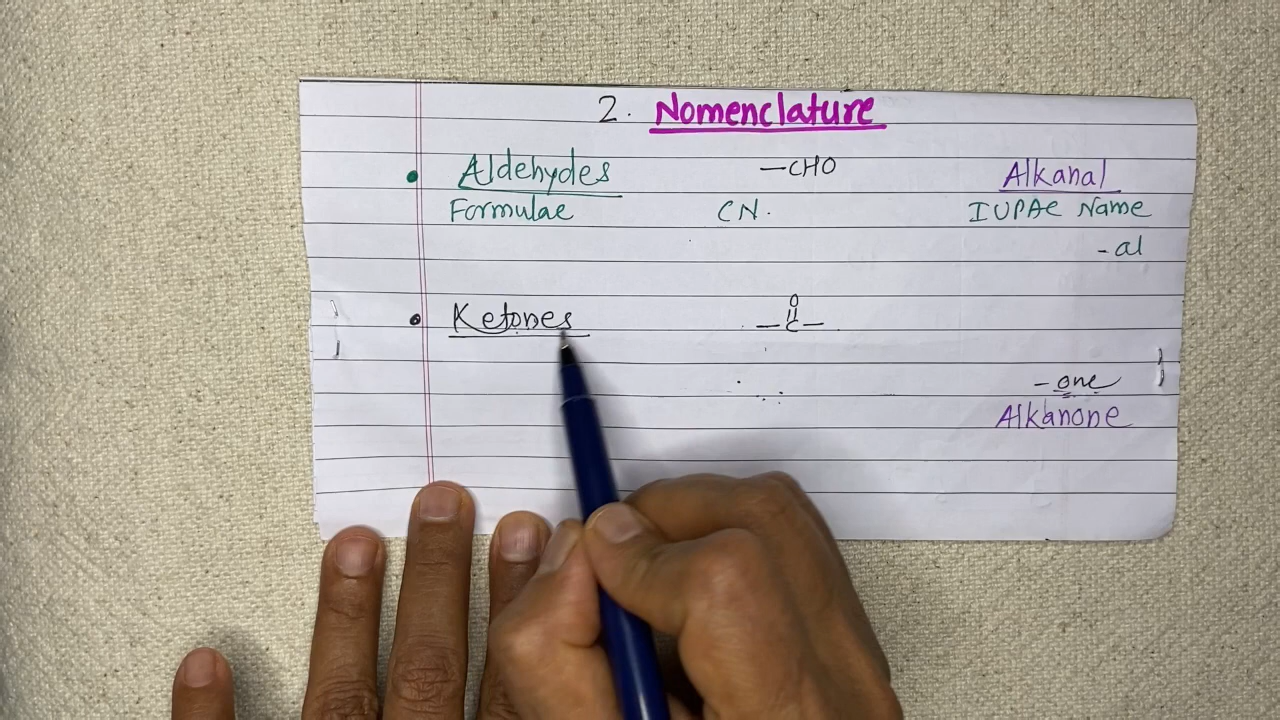 2. Nomenclature
Aldehydes —CHO Alkanal
Formulae CN. IUPAC Name
-al
O
Ketones —C—
-one
Alkanone